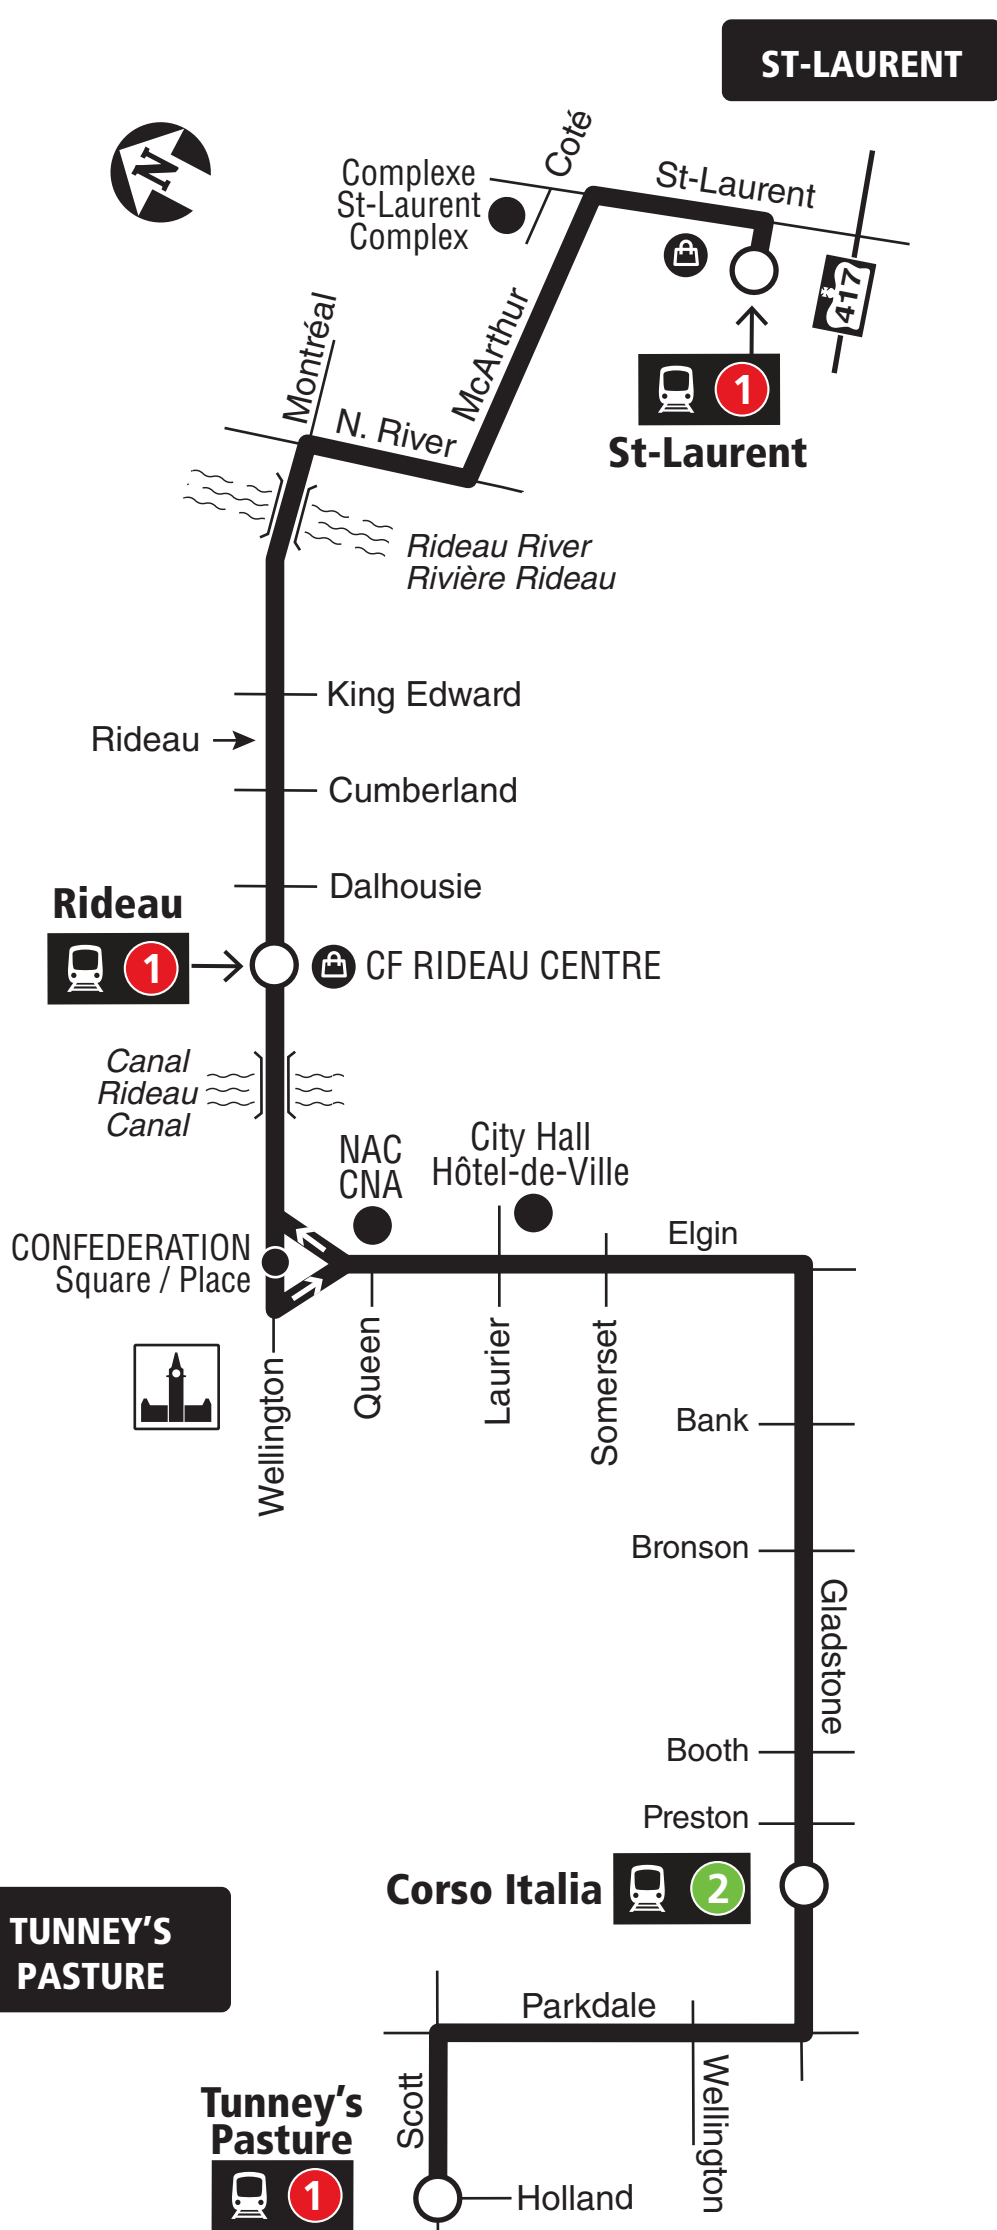 ST-LAURENT
N
Coté
Complexe
St-Laurent
Complex
St-Laurent
417
McArthur
1
St-Laurent
Montréal
N. River
Rideau River
Rivière Rideau
King Edward
Rideau
Cumberland
Dalhousie
Rideau
1
CF RIDEAU CENTRE
Canal
Rideau
Canal
NAC
CNA
City Hall
Hôtel-de-Ville
CONFEDERATION
Square / Place
Elgin
Wellington
Queen
Laurier
Somerset
Bank
Bronson
Gladstone
Booth
Preston
Corso Italia
2
TUNNEY'S
PASTURE
Parkdale
Wellington
Scott
Tunney's
Pasture
1
Holland